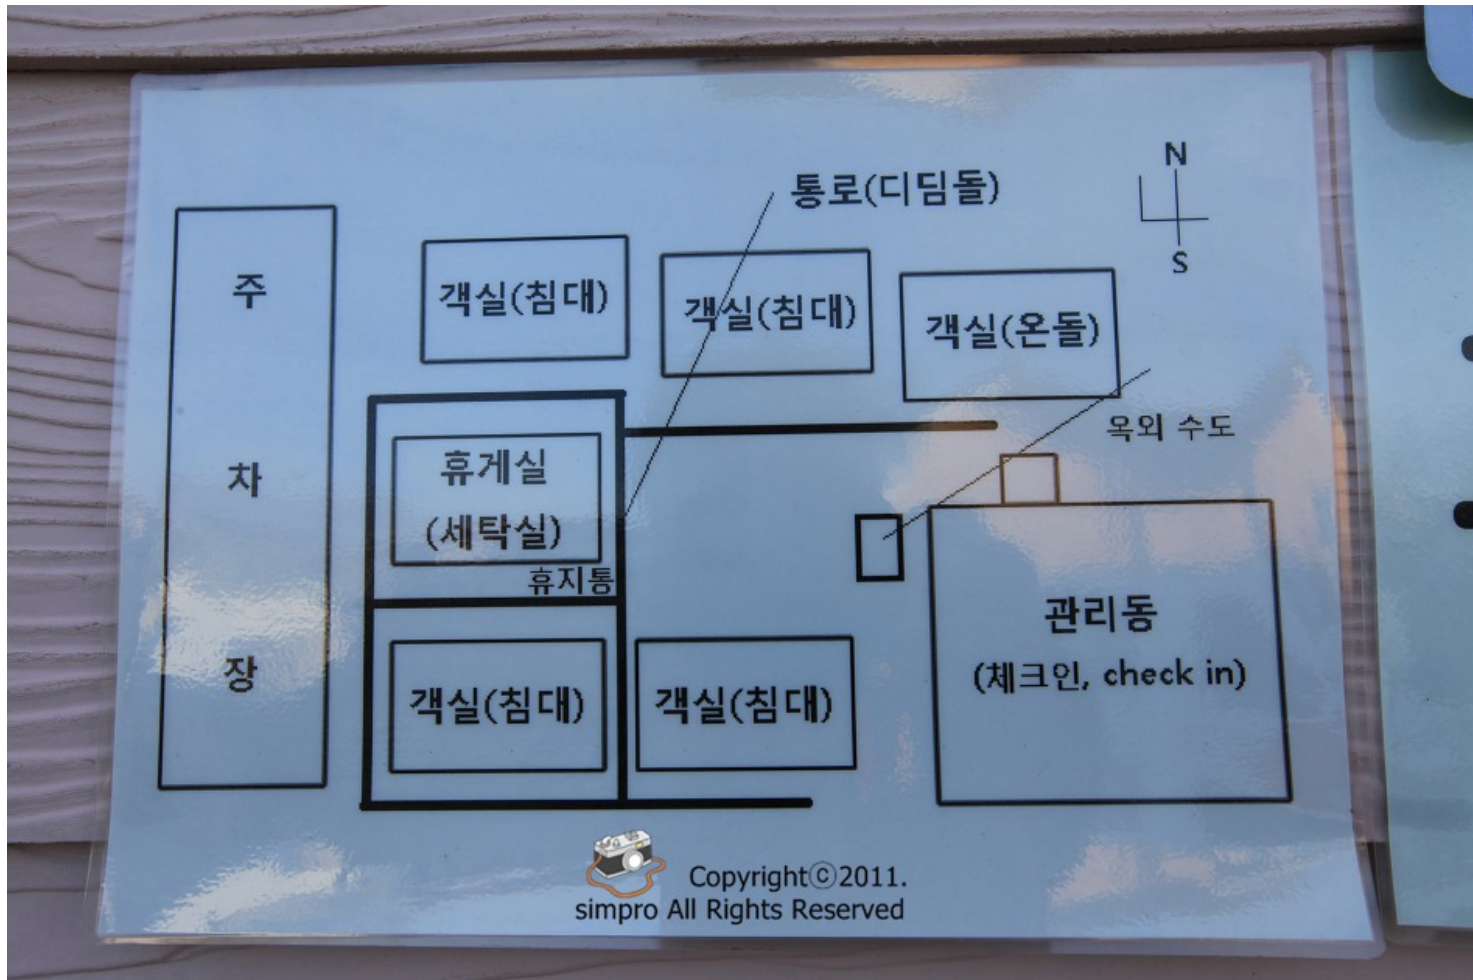 N
통로(디딤돌)
S
주
차
장
객실(침대)
객실(침대)
객실(온돌)
옥외 수도
휴게실
(세탁실)
휴지통
관리동
(체크인, check in)
객실(침대)
객실(침대)
Copyrightⓒ2011.
simpro All Rights Reserved